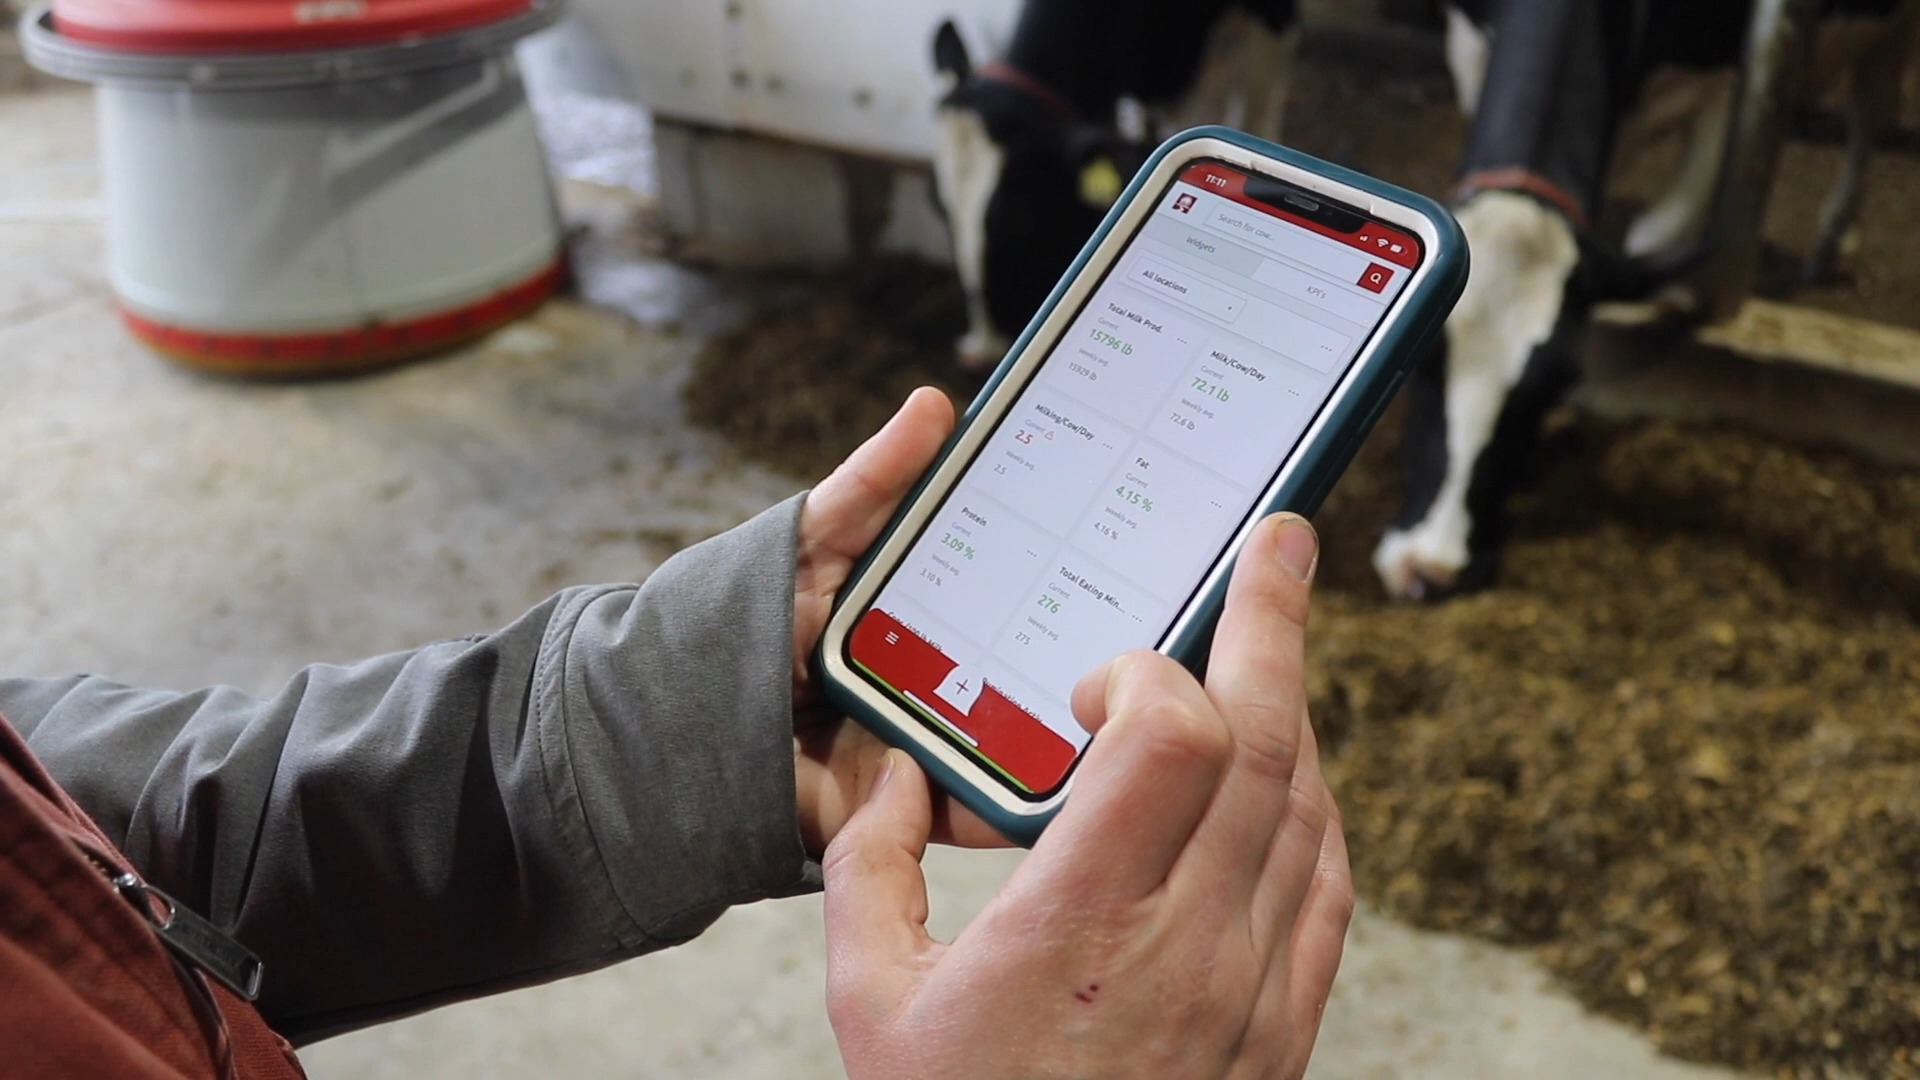 11:11
Search for cow...
Widgets
KPI's
All locations
Total Milk Prod.
Current
15796 lb
Weekly avg.
15929 lb
Milk/Cow/Day
Current
72.1 lb
Weekly avg.
72.6 lb
Milking/Cow/Day
Current
2.5
Weekly avg.
2.5
Fat
Current
4.15 %
Weekly avg.
4.16 %
Protein
Current
3.09 %
Weekly avg.
3.10 %
Total Eating Min...
Current
276
Weekly avg.
275